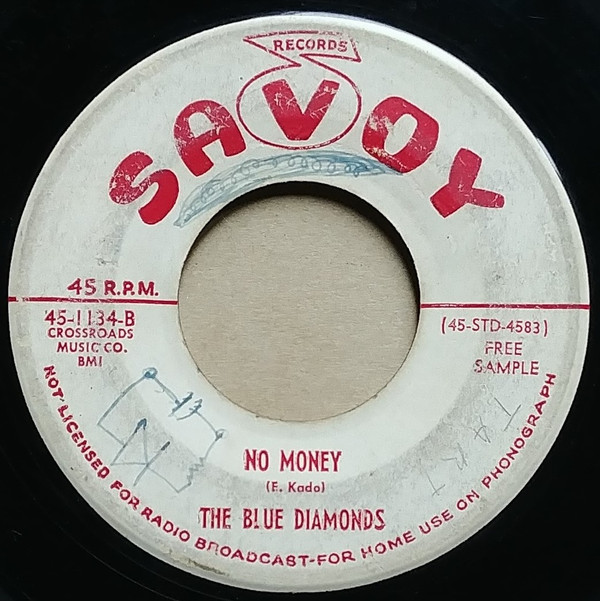 RECORDS
SAVOY
45 R.P.M.
45-1134-B
CROSSROADS
MUSIC CO.
BMI
(45-STD-4583)
FREE
SAMPLE
NO MONEY
(E. Kado)
THE BLUE DIAMONDS
NOT LICENSED FOR RADIO BROADCAST-FOR HOME USE ON PHONOGRAPH